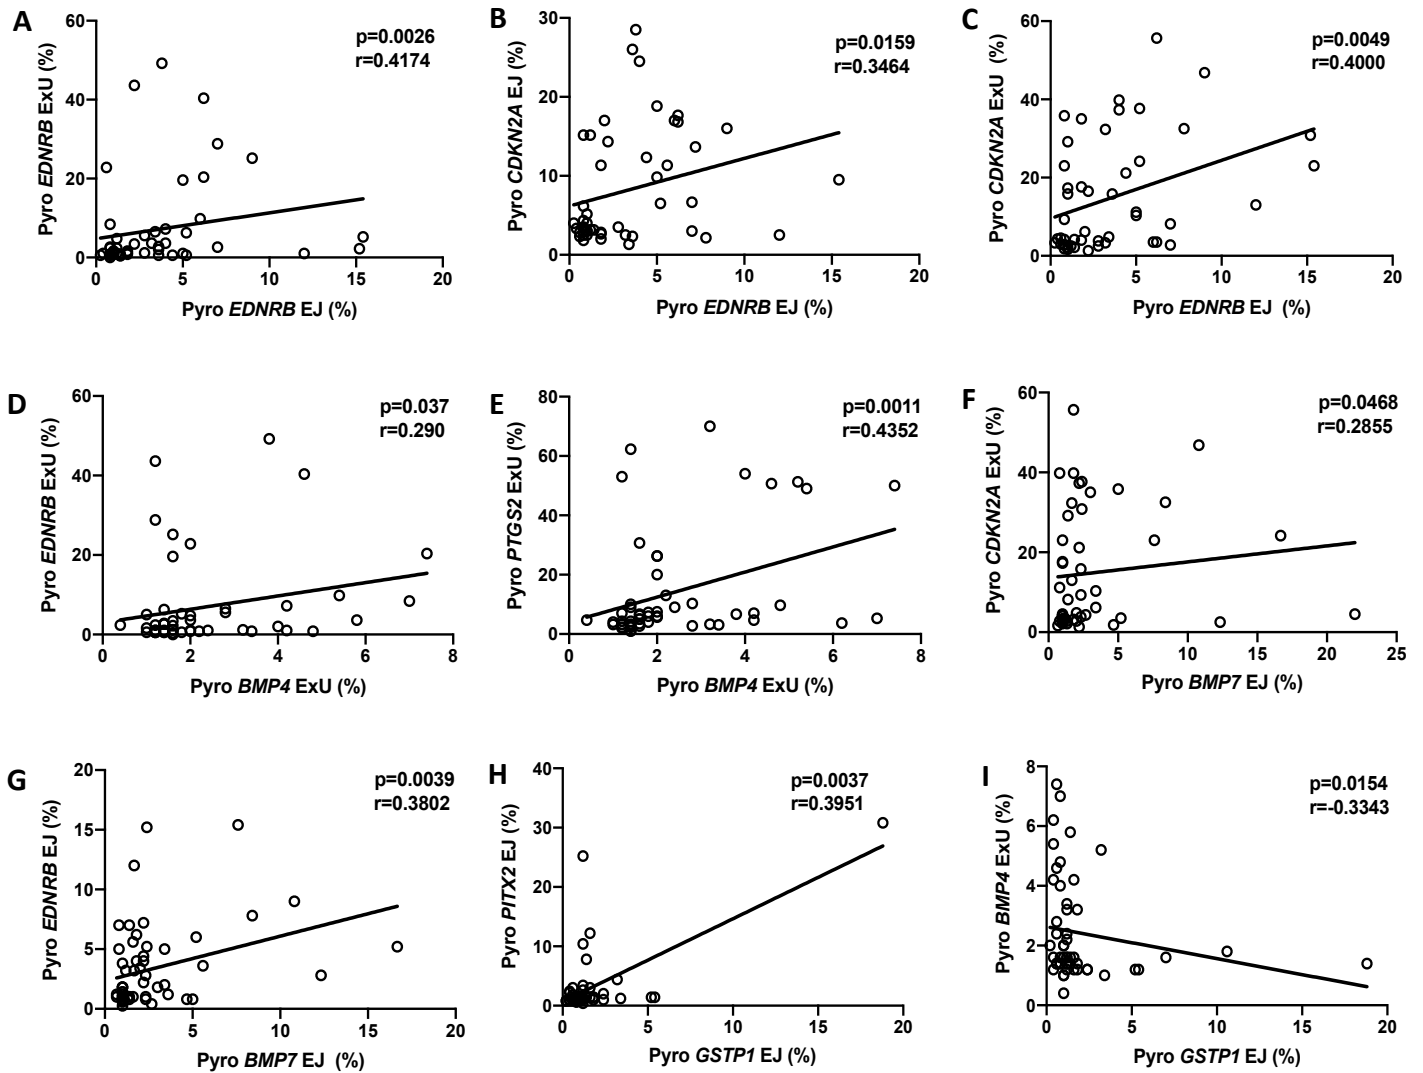 A
p=0.0026
r=0.4174
Pyro EDNRB ExU (%)
60
40
20
0
0
5
10
15
20
Pyro EDNRB EJ (%)
B
p=0.0159
r=0.3464
Pyro CDKN2A EJ (%)
30
20
10
0
0
5
10
15
20
Pyro EDNRB EJ (%)
C
p=0.0049
r=0.4000
Pyro CDKN2A ExU (%)
60
40
20
0
0
5
10
15
20
Pyro EDNRB EJ (%)
D
p=0.037
r=0.290
Pyro EDNRB ExU (%)
60
40
20
0
0
2
4
6
8
Pyro BMP4 ExU (%)
E
p=0.0011
r=0.4352
Pyro PTGS2 ExU (%)
80
60
40
20
0
0
2
4
6
8
Pyro BMP4 ExU (%)
F
p=0.0468
r=0.2855
Pyro CDKN2A ExU (%)
60
40
20
0
0
5
10
15
20
25
Pyro BMP7 EJ (%)
G
p=0.0039
r=0.3802
Pyro EDNRB EJ (%)
20
15
10
5
0
0
5
10
15
20
Pyro BMP7 EJ (%)
H
p=0.0037
r=0.3951
Pyro PITX2 EJ (%)
40
30
20
10
0
0
5
10
15
20
Pyro GSTP1 EJ (%)
I
p=0.0154
r=-0.3343
Pyro BMP4 ExU (%)
8
6
4
2
0
0
5
10
15
20
Pyro GSTP1 EJ (%)